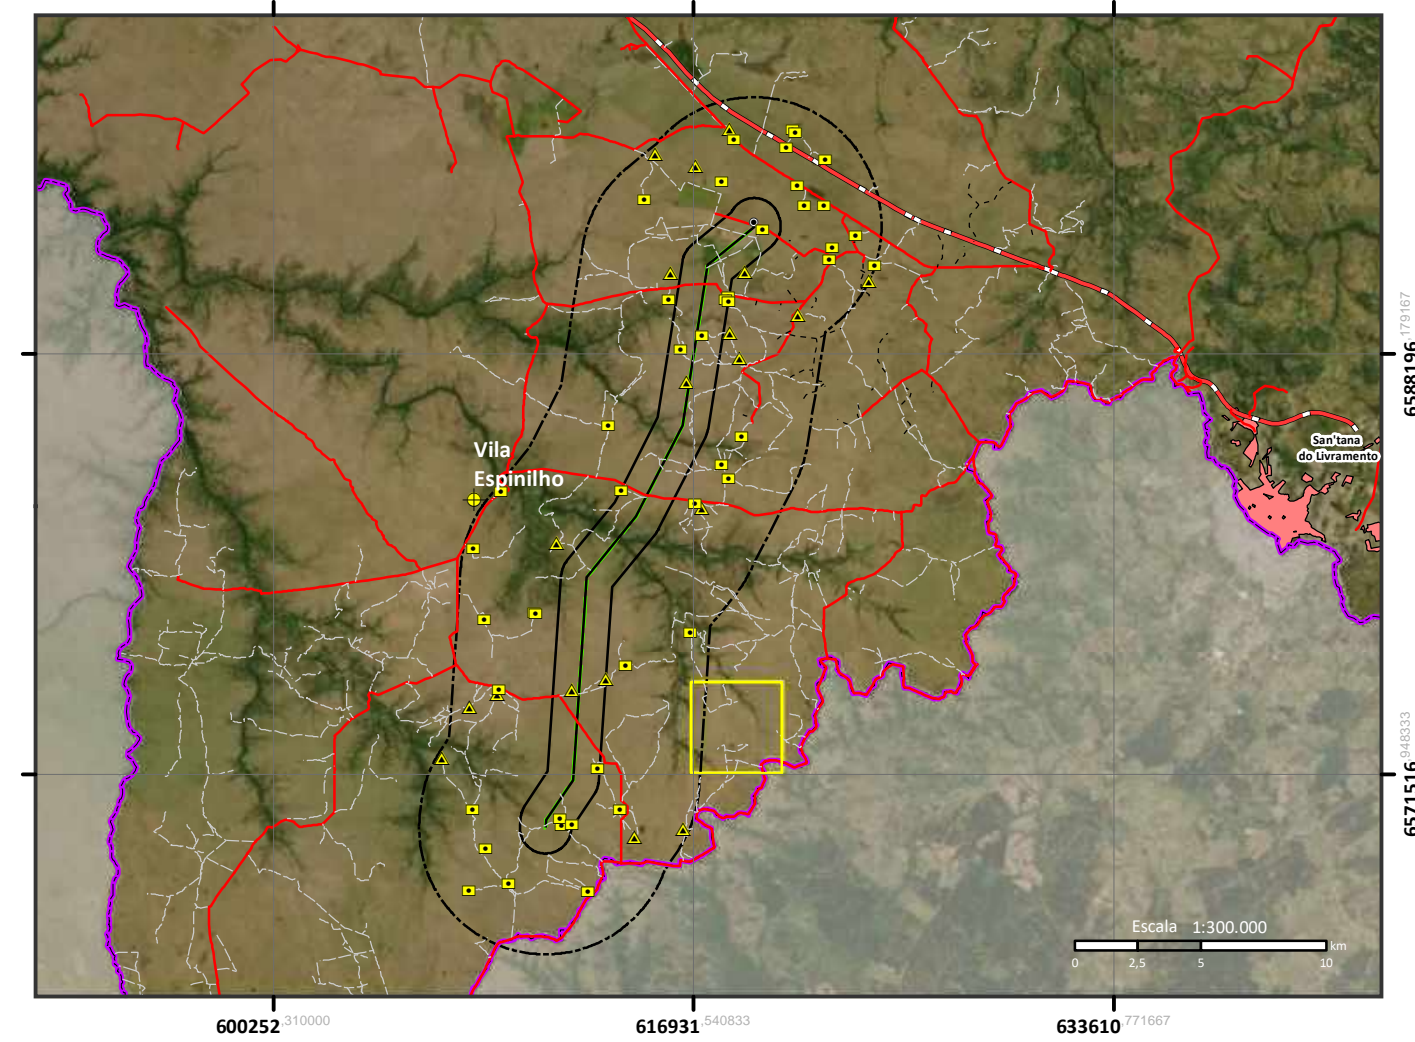 Vila
Espinilho
San'tana
do Livramento
6588196,179167
6571516,948333
Escala 1:300.000
km
0 2,5 5 10
600252,310000 616931,540833 633610,771667